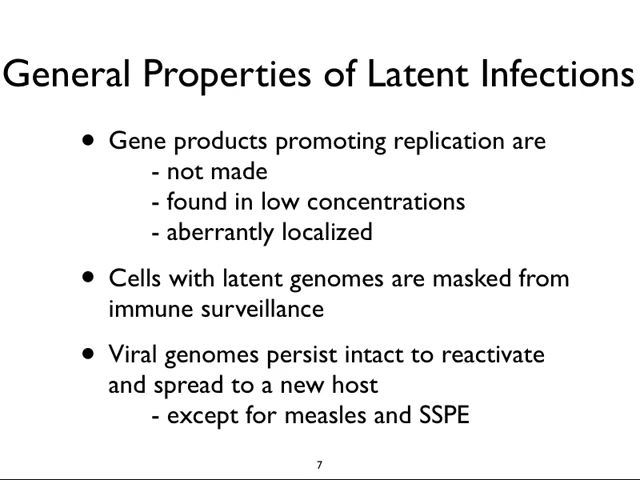 General Properties of Latent Infections
• Gene products promoting replication are
- not made
- found in low concentrations
- aberrantly localized
• Cells with latent genomes are masked from
immune surveillance
• Viral genomes persist intact to reactivate
and spread to a new host
- except for measles and SSPE
7